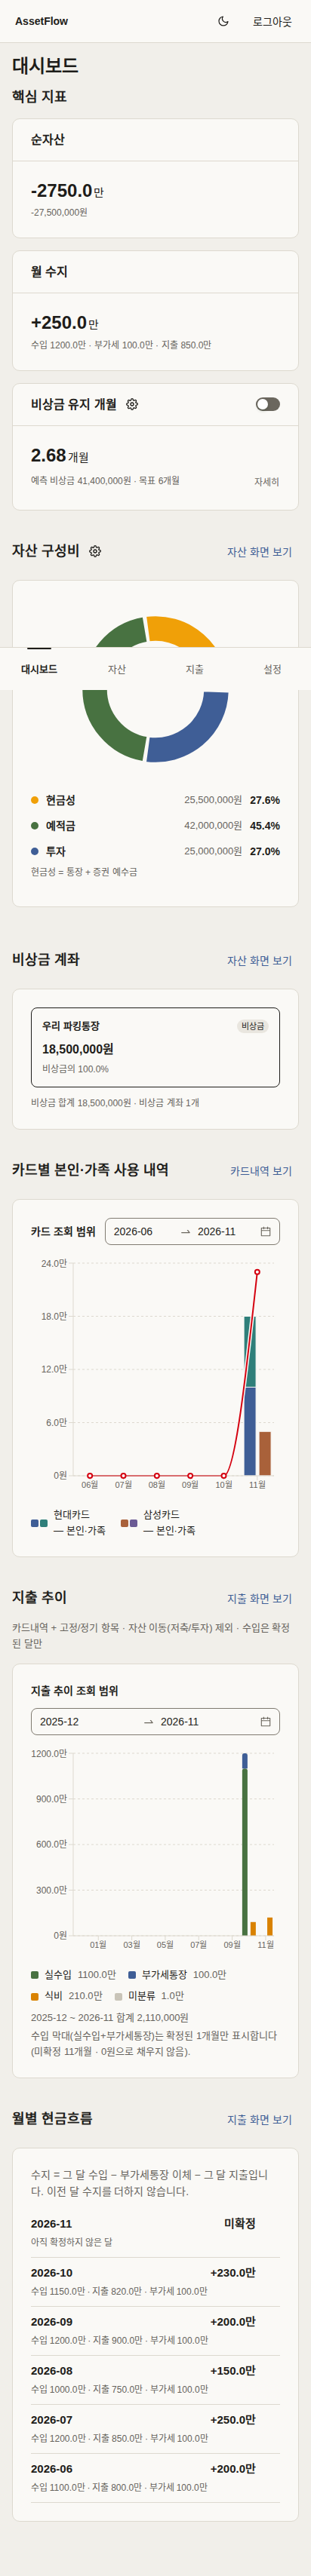 AssetFlow 로그아웃
대시보드
핵심 지표
순자산
-2750.0만
-27,500,000원
월 수지
+250.0만
수입 1200.0만 · 부가세 100.0만 · 지출 850.0만
비상금 유지 개월
2.68개월
예측 비상금 41,400,000원 · 목표 6개월 자세히
자산 구성비 자산 화면 보기
대시보드 자산 지출 설정
현금성 25,500,000원 27.6%
예적금 42,000,000원 45.4%
투자 25,000,000원 27.0%
현금성 = 통장 + 증권 예수금
비상금 계좌 자산 화면 보기
우리 파킹통장 비상금
18,500,000원
비상금의 100.0%
비상금 합계 18,500,000원 · 비상금 계좌 1개
카드별 본인·가족 사용 내역 카드내역 보기
카드 조회 범위 2026-06 → 2026-11
24.0만
18.0만
12.0만
6.0만
0원
06월 07월 08월 09월 10월 11월
현대카드 삼성카드
— 본인·가족 — 본인·가족
지출 추이 지출 화면 보기
카드내역 + 고정/정기 항목 · 자산 이동(저축/투자) 제외 · 수입은 확정
된 달만
지출 추이 조회 범위
2025-12 → 2026-11
1200.0만
900.0만
600.0만
300.0만
0원
01월 03월 05월 07월 09월 11월
실수입 1100.0만 부가세통장 100.0만
식비 210.0만 미분류 1.0만
2025-12 ~ 2026-11 합계 2,110,000원
수입 막대(실수입+부가세통장)는 확정된 1개월만 표시합니다
(미확정 11개월 · 0원으로 채우지 않음).
월별 현금흐름 지출 화면 보기
수지 = 그 달 수입 − 부가세통장 이체 − 그 달 지출입니
다. 이전 달 수지를 더하지 않습니다.
2026-11 미확정
아직 확정하지 않은 달
2026-10 +230.0만
수입 1150.0만 · 지출 820.0만 · 부가세 100.0만
2026-09 +200.0만
수입 1200.0만 · 지출 900.0만 · 부가세 100.0만
2026-08 +150.0만
수입 1000.0만 · 지출 750.0만 · 부가세 100.0만
2026-07 +250.0만
수입 1200.0만 · 지출 850.0만 · 부가세 100.0만
2026-06 +200.0만
수입 1100.0만 · 지출 800.0만 · 부가세 100.0만